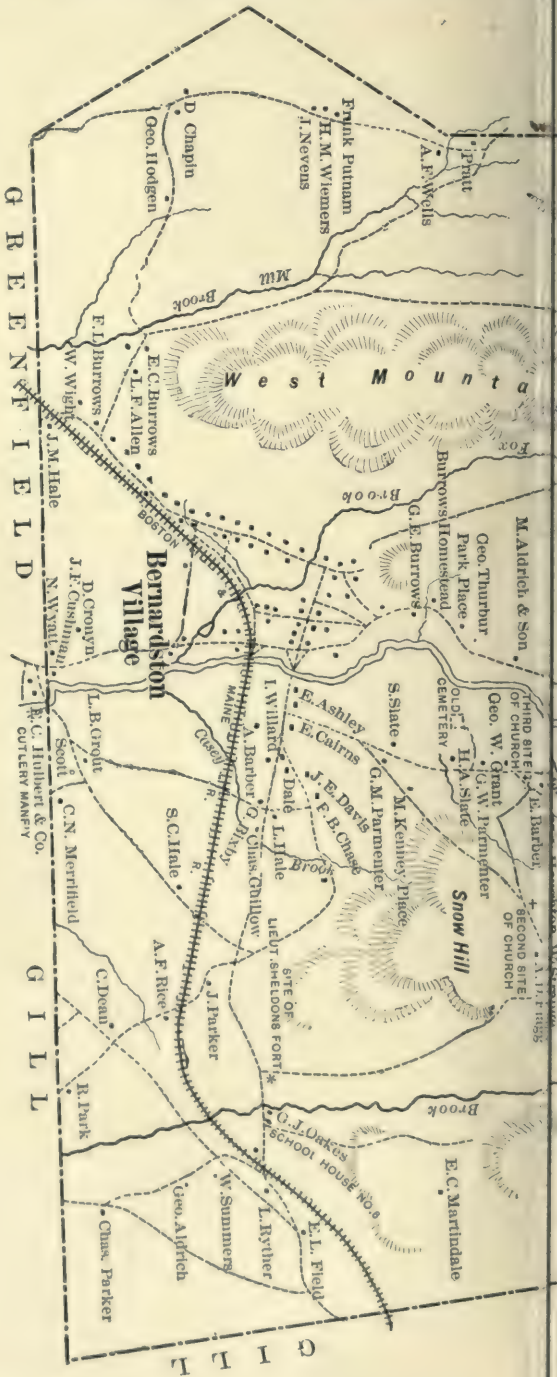 Pratt
A.F. Wells
Frank Putnam
H.M. Wiemers
J. Nevens
D Chapin
Geo. Hodgen
Mill
Brook
West Mounta
E.C. Burrows
L.F. Allen
F.L. Burrows
W. Wight
J.M. Hale
GREENFIELD
Fox
Brook
M. Aldrich & Son
Geo. Thurbur
Park Place
Burrows Homestead
G.E. Burrows
BOSTON
&
MAINE
R.
R.
Bernardston
Village
D. Cronyn
J.F. Cushman
N. Wyatt
THIRD SITE
OF CHURCH
E. Barber
Geo. W. Grant
G.W. Parmenter
OLD
CEMETERY
H.A. Slate
S. Slate
SECOND SITE
OF CHURCH
M. Kenney Place
G.M. Parmenter
Snow Hill
E. Ashley
E. Cairns
I. Willard
Dale
J.E. Davis
F.B. Chase
L. Hale
A. Barber
Chas. Guillow
Brook
L.B. Grout
Scott
C. Hulbert & Co.
CUTLERY MANF'Y
C.N. Merrifield
S.C. Hale
SITE OF
LIEUT. SHELDONS FORT
J. Parker
A.F. Rice
C. Dean
R. Park
GILL
Brook
G.J. Oakes
SCHOOL HOUSE NO. 6
E.C. Martindale
E.L. Field
L. Ryther
W. Summers
Geo. Aldrich
Chas. Parker
GILL